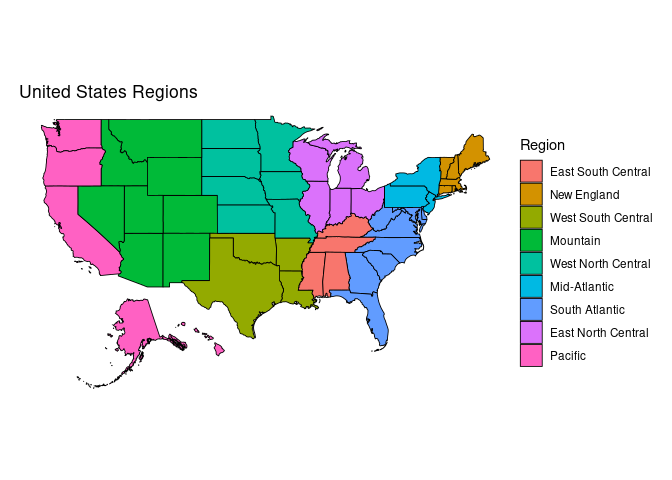 United States Regions
Region
East South Central
New England
West South Central
Mountain
West North Central
Mid-Atlantic
South Atlantic
East North Central
Pacific